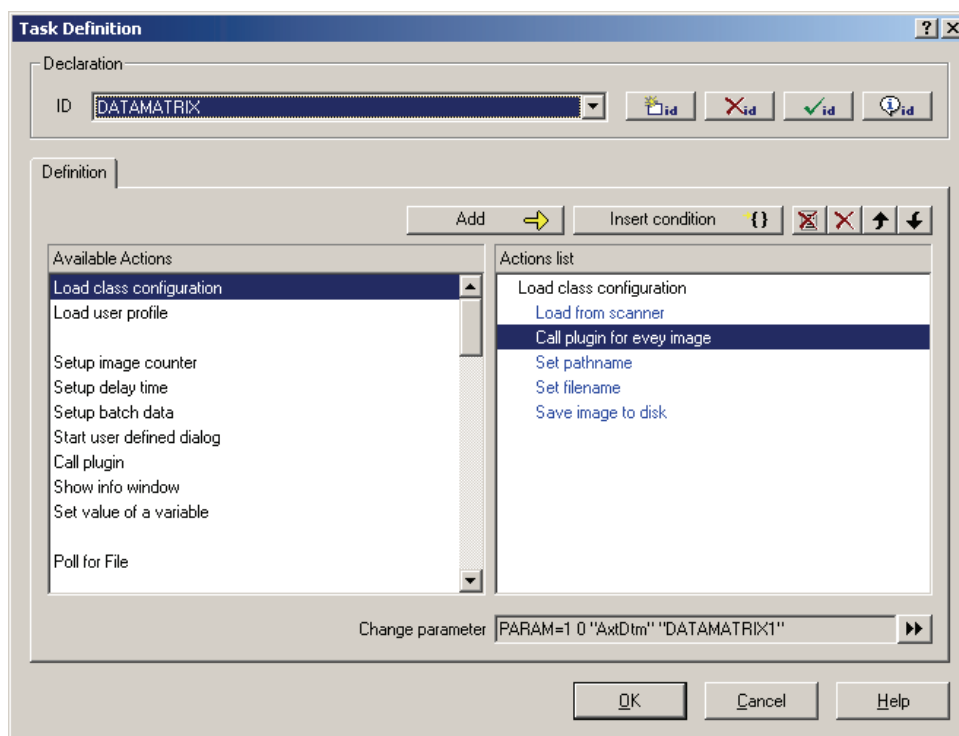 Task Definition
Declaration
ID DATAMATRIX id id id id
Definition
Add Insert condition {}
Available Actions
Load class configuration
Load user profile
Setup image counter
Setup delay time
Setup batch data
Start user defined dialog
Call plugin
Show info window
Set value of a variable
Poll for File
Actions list
Load class configuration
Load from scanner
Call plugin for evey image
Set pathname
Set filename
Save image to disk
Change parameter PARAM=1 0 "AxtDtm" "DATAMATRIX1"
OK Cancel Help